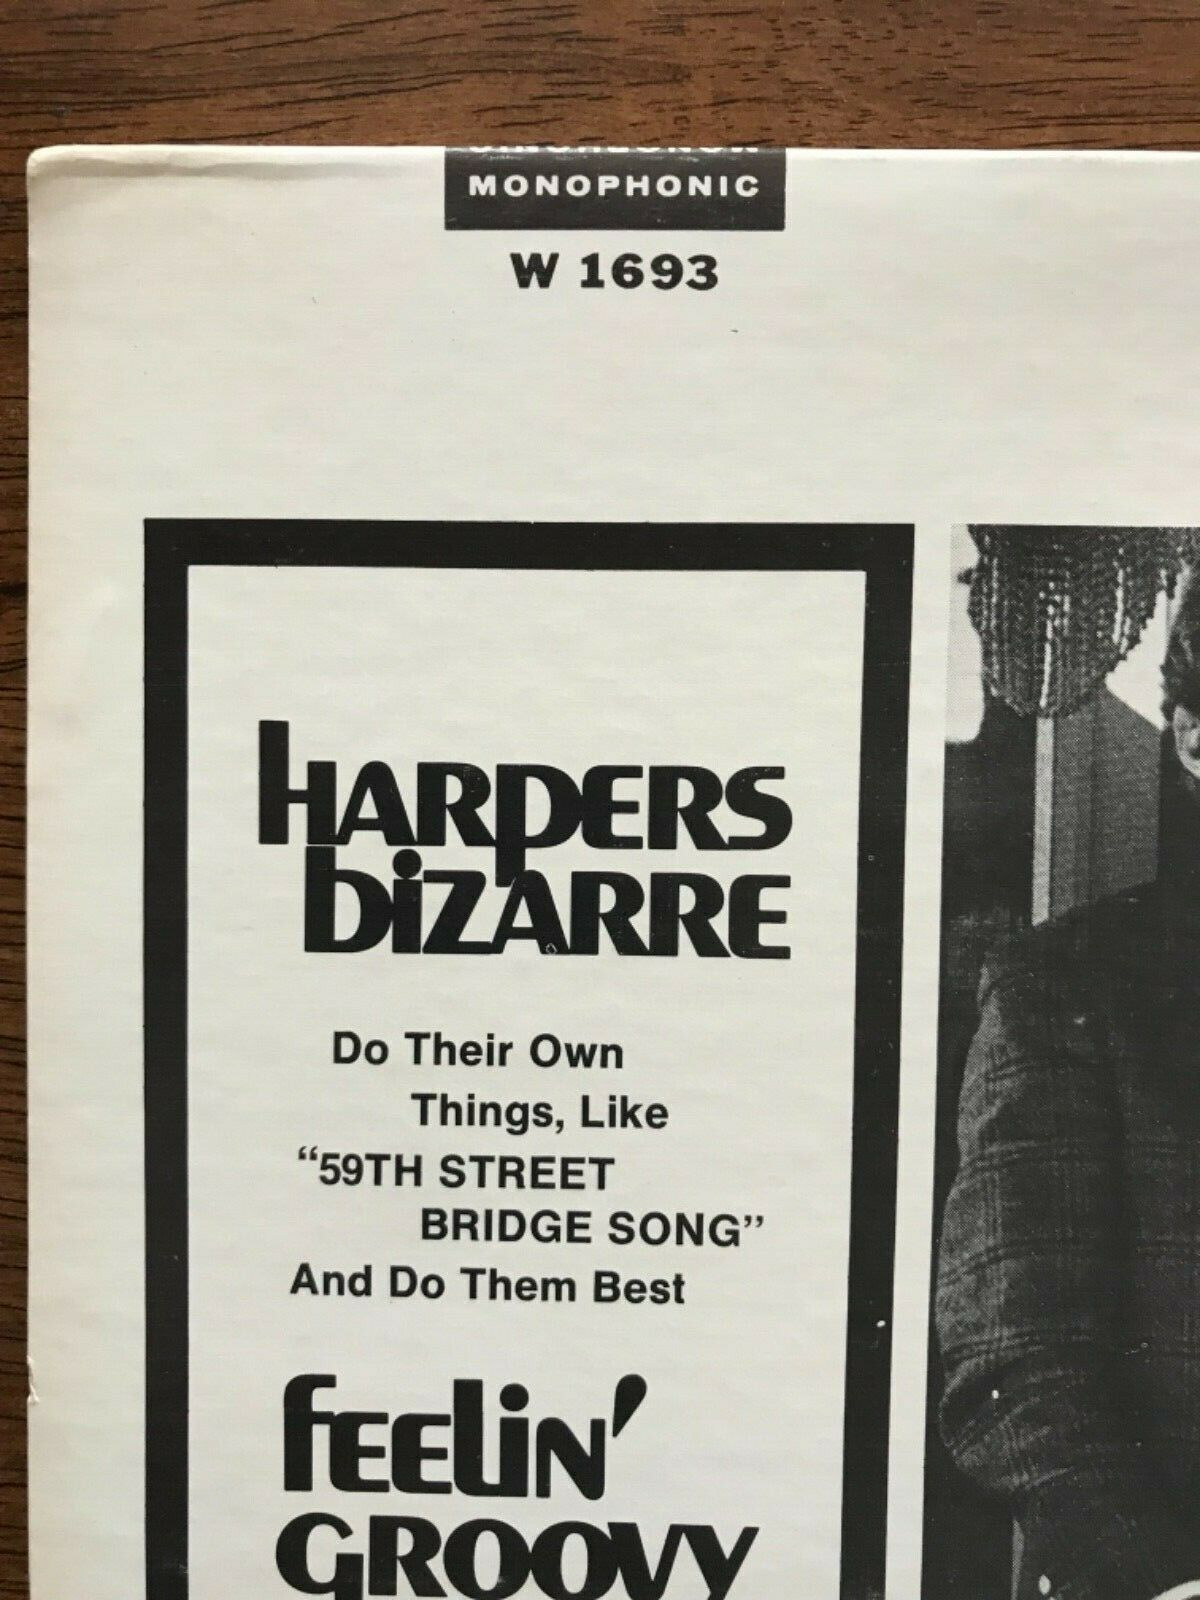 MONOPHONIC
W 1693
HARPERS
BIZARRE
Do Their Own
Things, Like
“59TH STREET
BRIDGE SONG”
And Do Them Best
FEELIN’
GROOVY